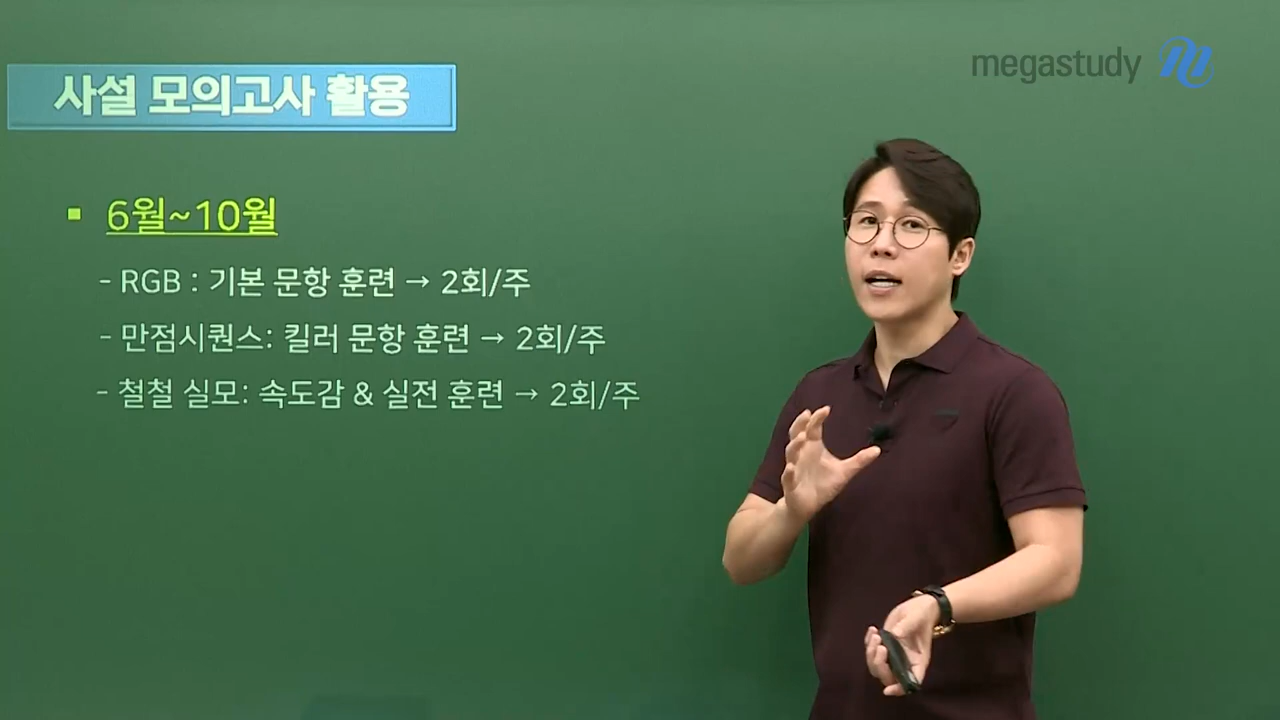 megastudy
사설 모의고사 활용
▪ 6월~10월
- RGB : 기본 문항 훈련 → 2회/주
- 만점시퀀스: 킬러 문항 훈련 → 2회/주
- 철철 실모: 속도감 & 실전 훈련 → 2회/주